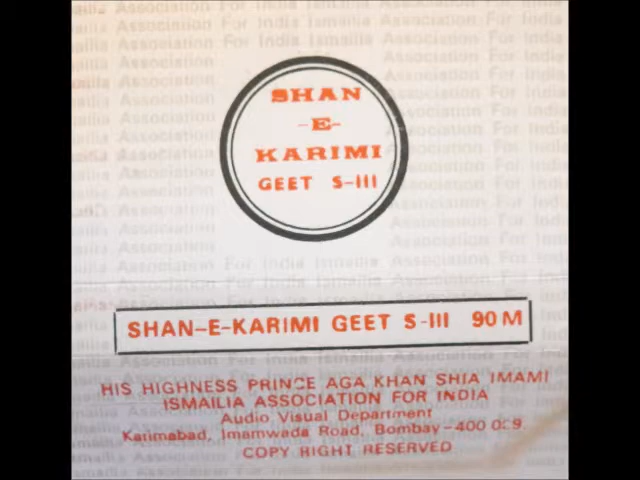 SHAN
-E-
KARIMI
GEET S-III
SHAN-E-KARIMI GEET S-III 90 M
HIS HIGHNESS PRINCE AGA KHAN SHIA IMAMI
ISMAILIA ASSOCIATION FOR INDIA
Audio Visual Department
Karimabad, Imamwada Road, Bombay-400 009.
COPY RIGHT RESERVED